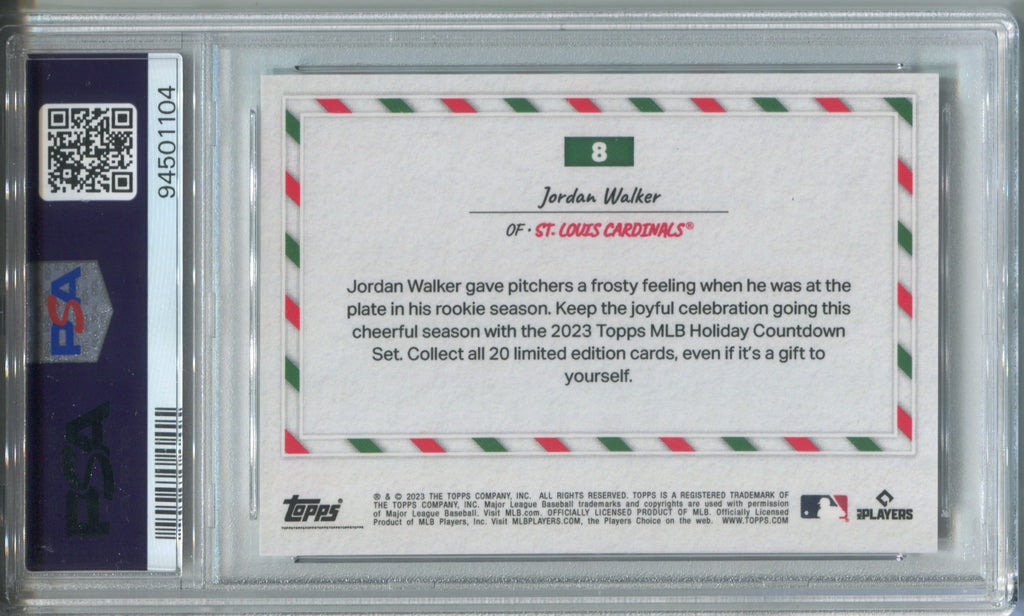 94501104
PSA
PSA
8
Jordan Walker
OF · ST. LOUIS CARDINALS®
Jordan Walker gave pitchers a frosty feeling when he was at the
plate in his rookie season. Keep the joyful celebration going this
cheerful season with the 2023 Topps MLB Holiday Countdown
Set. Collect all 20 limited edition cards, even if it's a gift to
yourself.
Topps®
® & © 2023 THE TOPPS COMPANY, INC. ALL RIGHTS RESERVED. TOPPS IS A REGISTERED TRADEMARK OF
THE TOPPS COMPANY, INC. Major League Baseball trademarks and copyrights are used with permission
of Major League Baseball. Visit MLB.com. OFFICIALLY LICENSED PRODUCT OF MLB. Officially Licensed
Product of MLB Players, Inc. Visit MLBPLAYERS.COM, the Players Choice on the web. WWW.TOPPS.COM
MLB PLAYERS